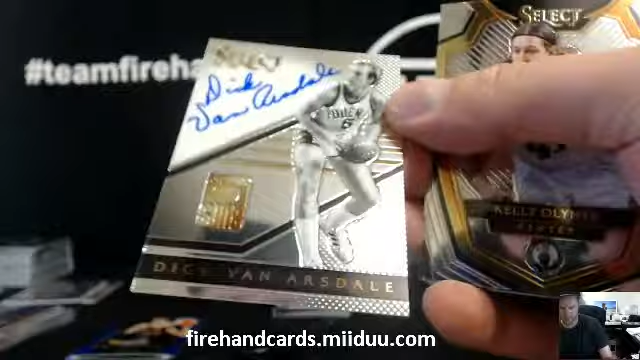 #teamfireha
SELECT
SELECT
Dick
Van Arsdale
KELLY OLYNYK
CENTER
DICK VAN ARSDALE
firehandcards.miiduu.com